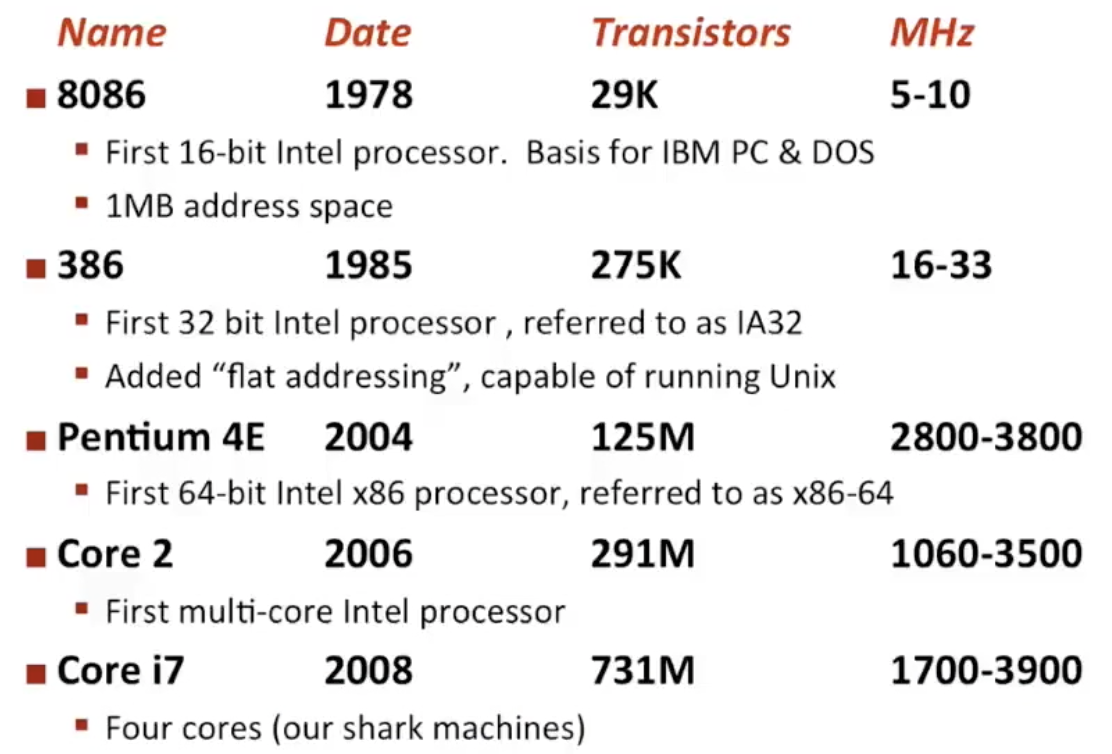 Name Date Transistors MHz
■ 8086 1978 29K 5-10
▪ First 16-bit Intel processor. Basis for IBM PC & DOS
▪ 1MB address space
■ 386 1985 275K 16-33
▪ First 32 bit Intel processor , referred to as IA32
▪ Added “flat addressing”, capable of running Unix
■ Pentium 4E 2004 125M 2800-3800
▪ First 64-bit Intel x86 processor, referred to as x86-64
■ Core 2 2006 291M 1060-3500
▪ First multi-core Intel processor
■ Core i7 2008 731M 1700-3900
▪ Four cores (our shark machines)